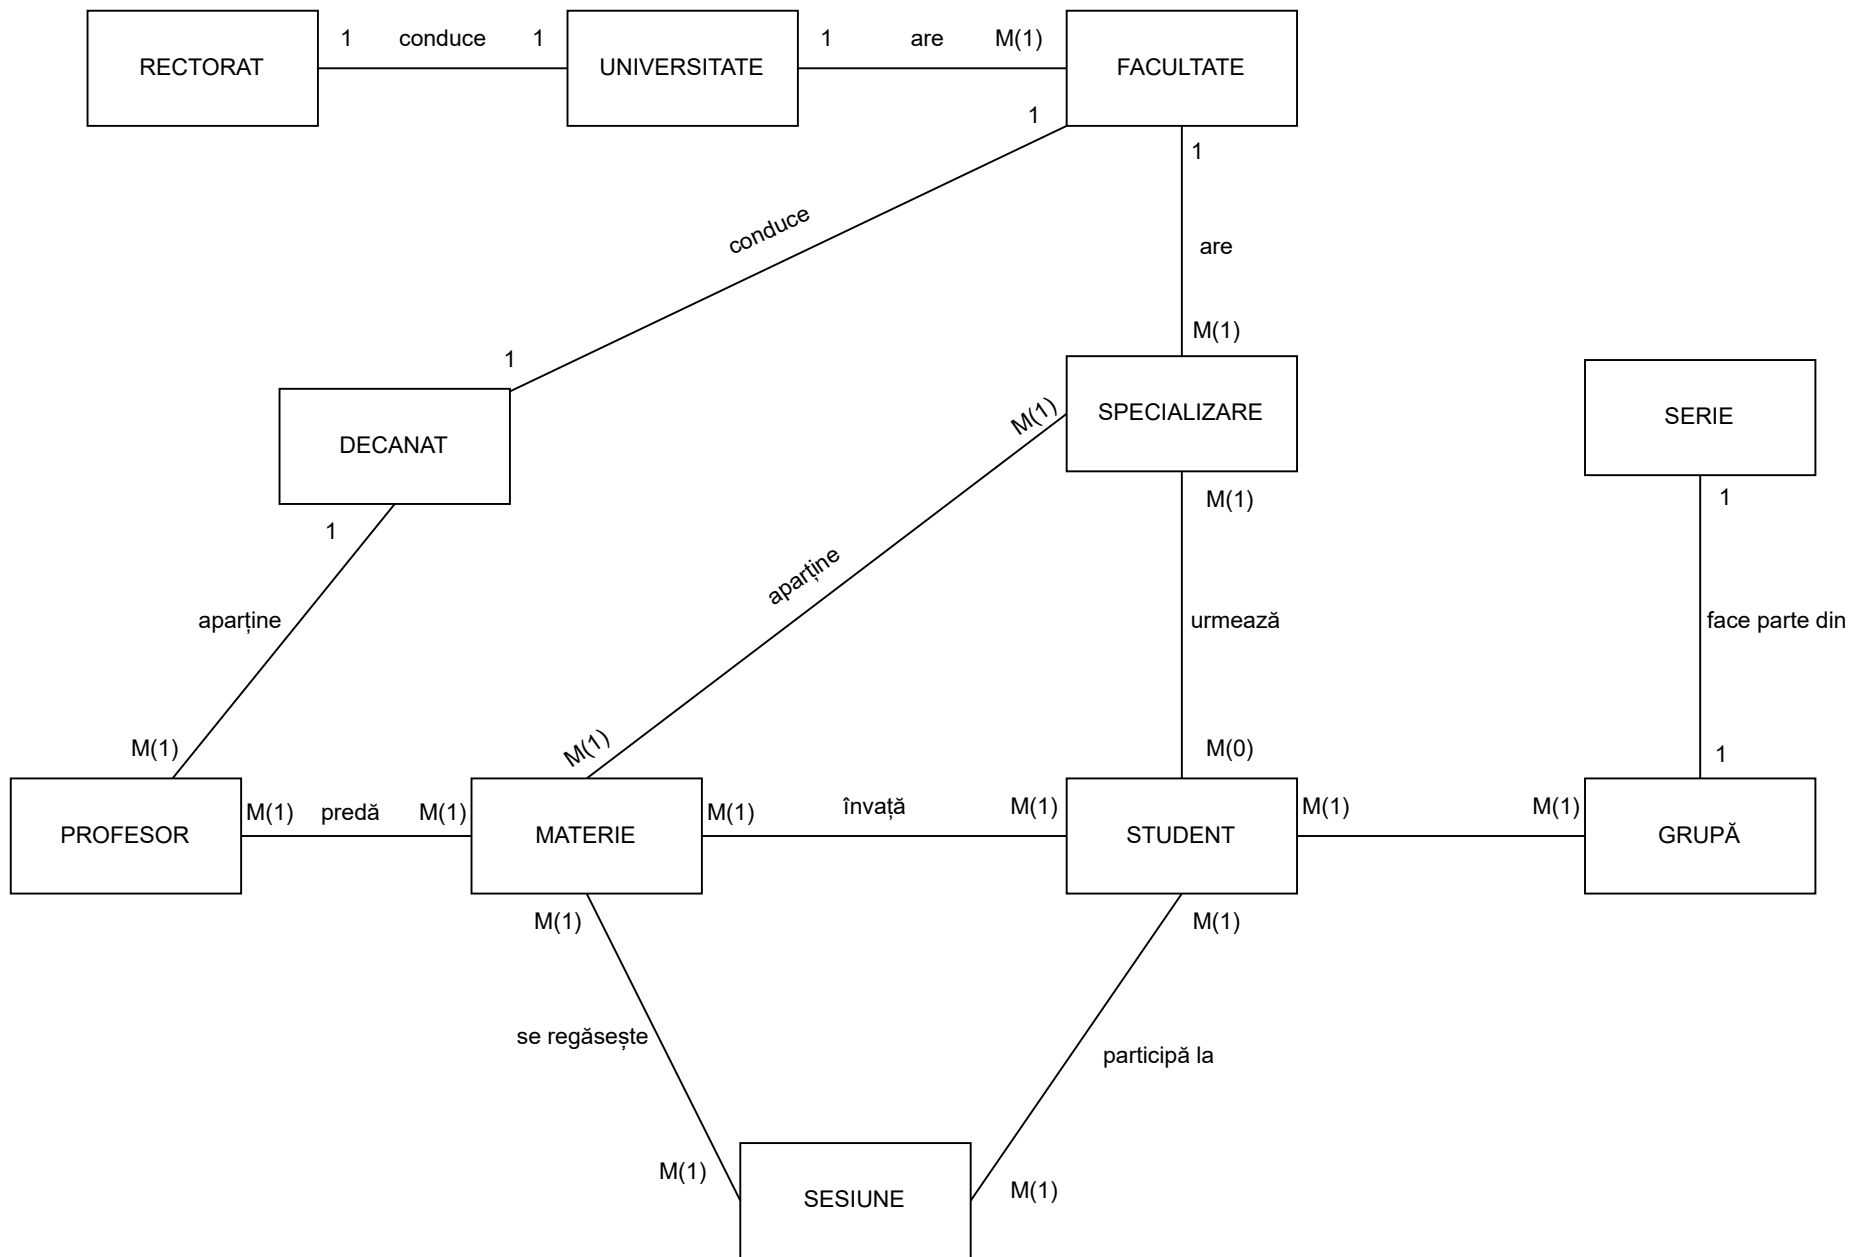 1 conduce 1 1 are M(1)
RECTORAT UNIVERSITATE FACULTATE
1
1
conduce
are
M(1)
1
M(1)
SPECIALIZARE SERIE
DECANAT
M(1) 1
1
aparține
aparține urmează face parte din
M(1) M(1) M(0) 1
M(1) predă M(1) M(1) învață M(1) M(1) M(1)
PROFESOR MATERIE STUDENT GRUPĂ
M(1) M(1)
se regăsește
participă la
M(1) M(1)
SESIUNE